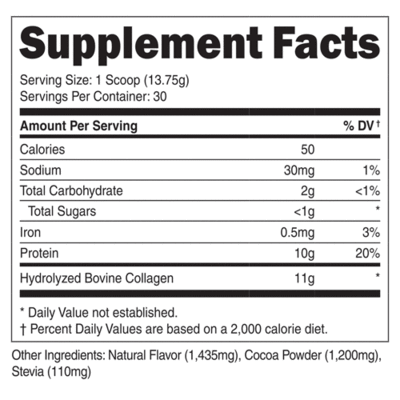 Supplement Facts
Serving Size: 1 Scoop (13.75g)
Servings Per Container: 30
Amount Per Serving % DV†
Calories 50
Sodium 30mg 1%
Total Carbohydrate 2g <1%
Total Sugars <1g *
Iron 0.5mg 3%
Protein 10g 20%
Hydrolyzed Bovine Collagen 11g *
* Daily Value not established.
† Percent Daily Values are based on a 2,000 calorie diet.
Other Ingredients: Natural Flavor (1,435mg), Cocoa Powder (1,200mg),
Stevia (110mg)